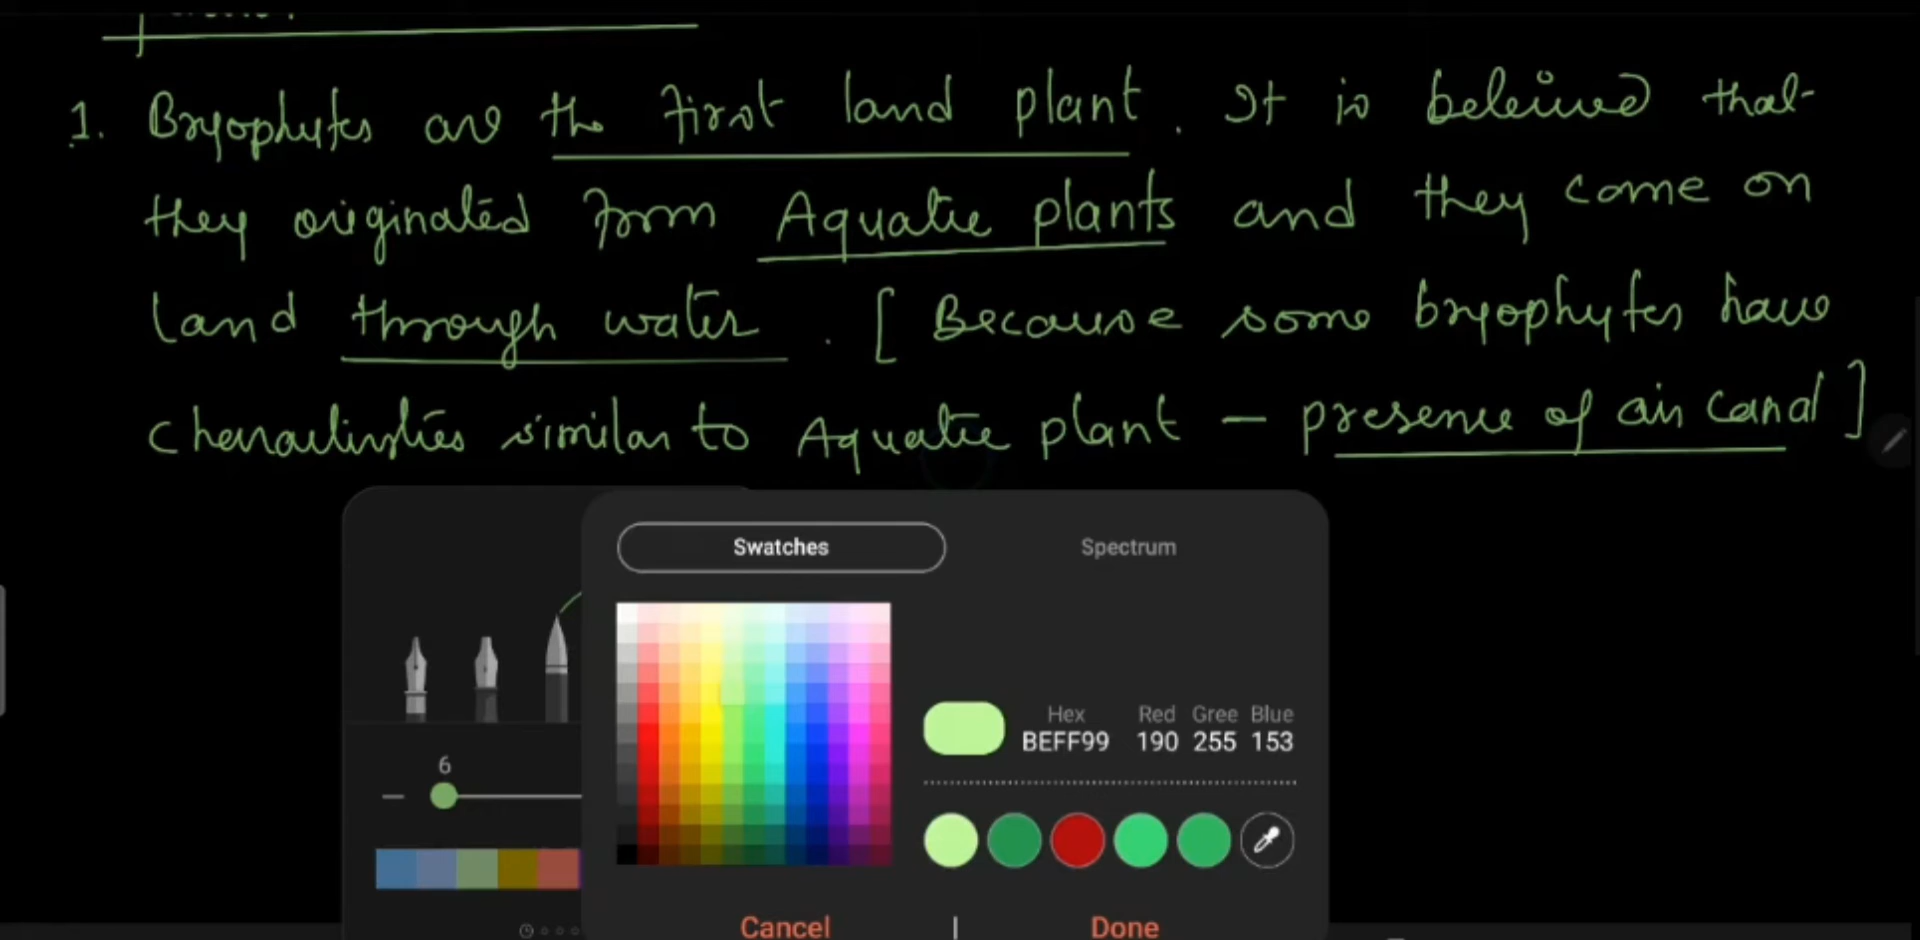 1. Bryophytes are the first land plant. It is beleived that
they originated from Aquatic plants and they come on
land through water. [ Because some bryophytes have
similar to Aquatic plant - presence of air canal ]
Swatches Spectrum
Hex Red Gree Blue
BEFF99 190 255 153
6
Cancel | Done